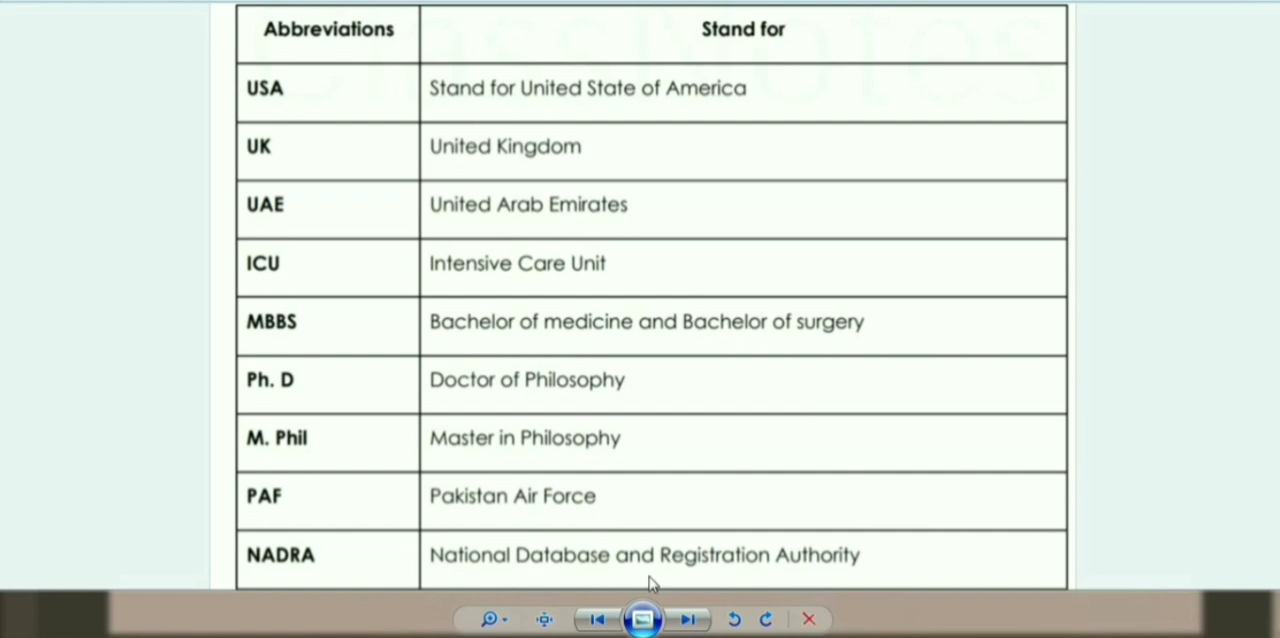 Abbreviations Stand for
USA Stand for United State of America
UK United Kingdom
UAE United Arab Emirates
ICU Intensive Care Unit
MBBS Bachelor of medicine and Bachelor of surgery
Ph. D Doctor of Philosophy
M. Phil Master in Philosophy
PAF Pakistan Air Force
NADRA National Database and Registration Authority
ClassNotes